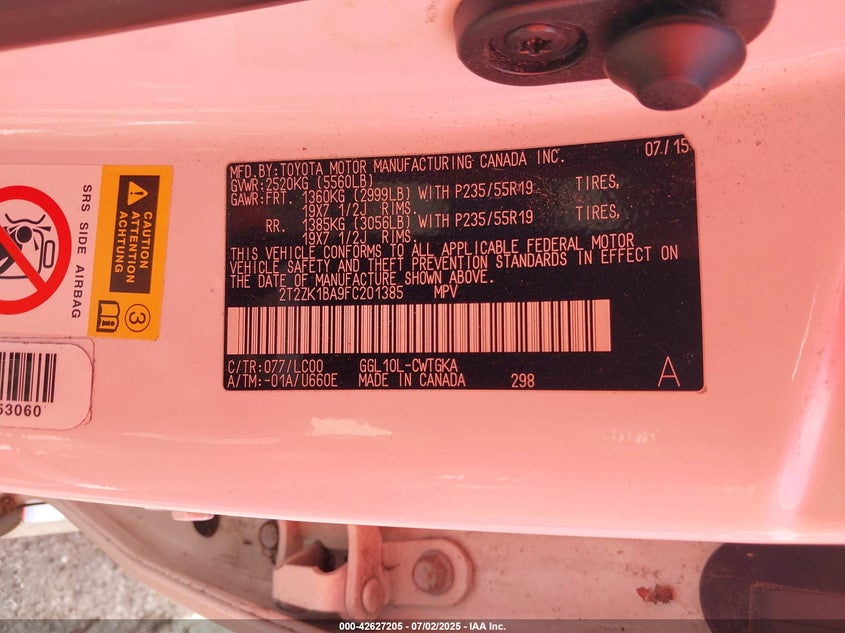 MFD.BY:TOYOTA MOTOR MANUFACTURING CANADA INC. 07/15
GVWR:2520KG (5560LB)
GAWR:FRT. 1360KG (2999LB) WITH P235/55R19 TIRES,
19X7 1/2J RIMS.
RR. 1385KG (3056LB) WITH P235/55R19 TIRES,
19X7 1/2J RIMS.
THIS VEHICLE CONFORMS TO ALL APPLICABLE FEDERAL MOTOR
VEHICLE SAFETY AND THEFT PREVENTION STANDARDS IN EFFECT ON
THE DATE OF MANUFACTURE SHOWN ABOVE.
2T2ZK1BA9FC201385 MPV
C/TR:077/LC00 GGL10L-CWTGKA
A/TM:-01A/U660E MADE IN CANADA 298 A
SRS SIDE AIRBAG
CAUTION
ATTENTION
3
53060
000-42627205 - 07/02/2025 - IAA Inc.